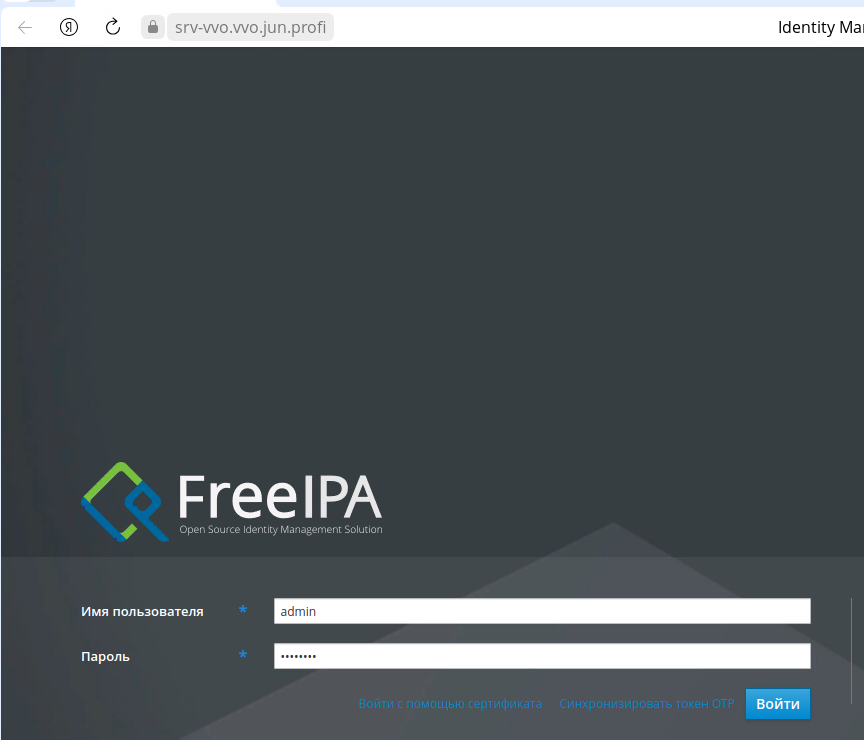 Я
srv-vvo.vvo.jun.profi
Identity Ma
FreeIPA
Open Source Identity Management Solution
Имя пользователя * admin
Пароль * ••••••••
Войти с помощью сертификата Синхронизировать токен OTP Войти